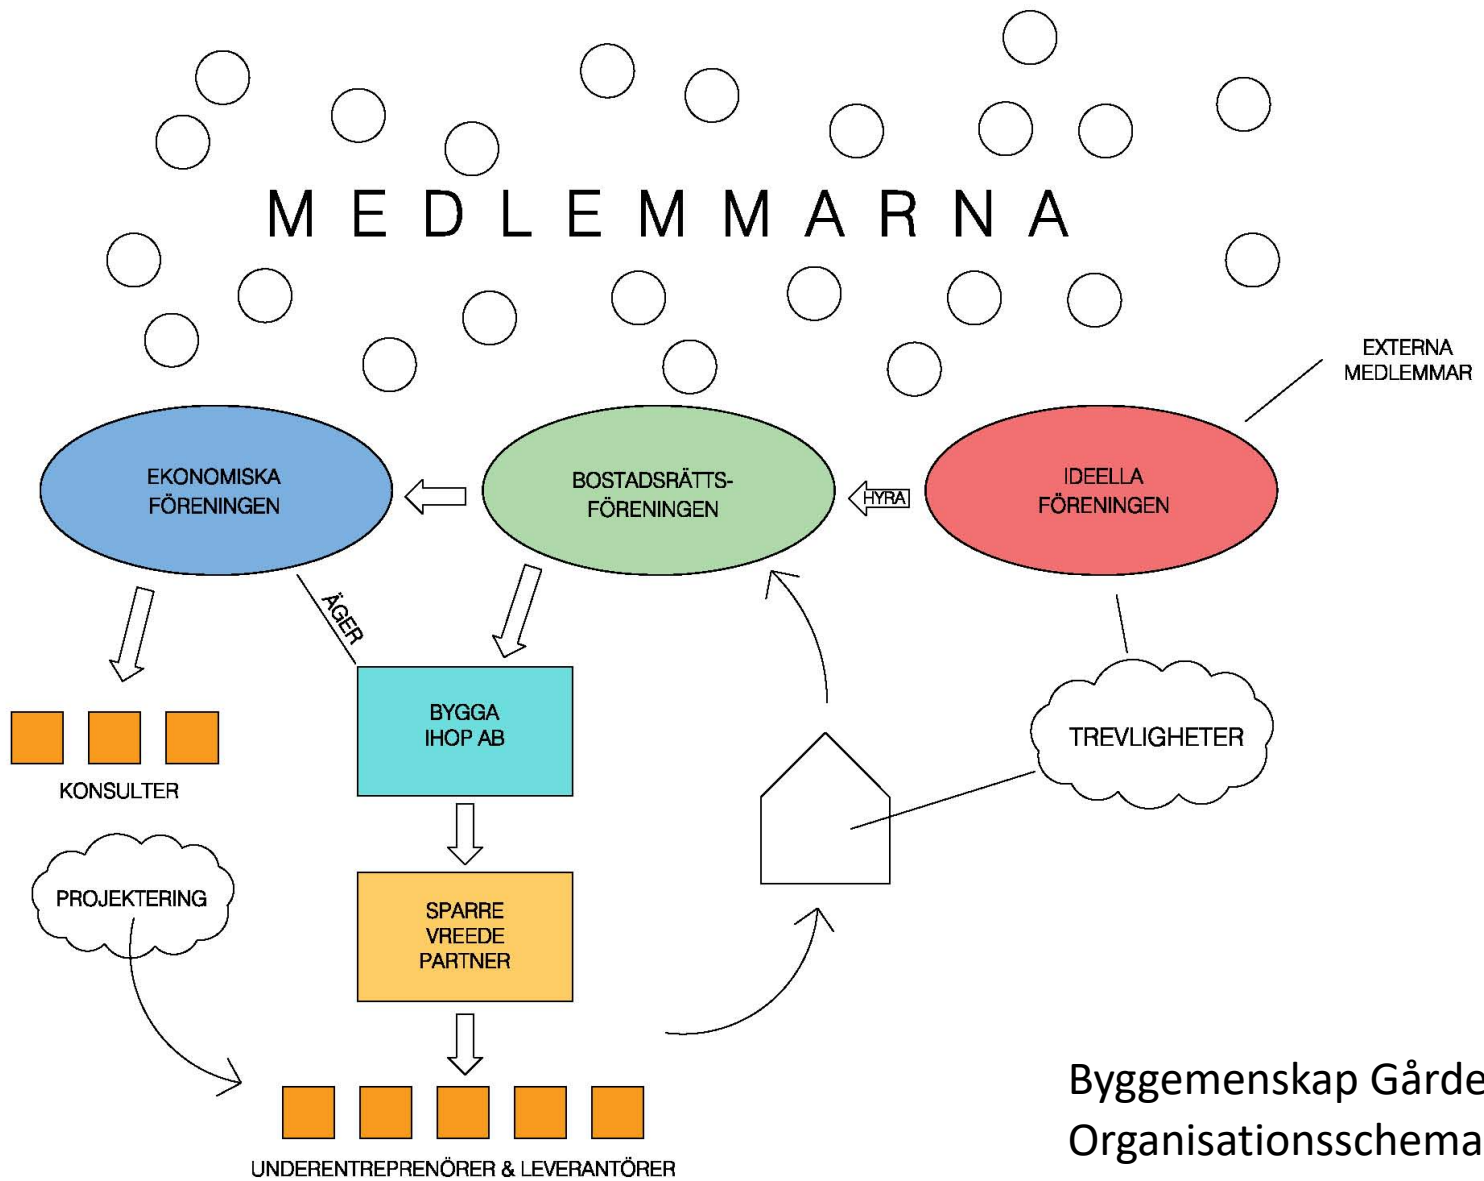 M E D L E M M A R N A
EXTERNA
MEDLEMMAR
EKONOMISKA
FÖRENINGEN
BOSTADSRÄTTS-
FÖRENINGEN
HYRA
IDEELLA
FÖRENINGEN
ÄGER
BYGGA
IHOP AB
TREVLIGHETER
KONSULTER
PROJEKTERING
SPARRE
VREEDE
PARTNER
UNDERENTREPRENÖRER & LEVERANTÖRER
Byggemenskap Gårde
Organisationsschema